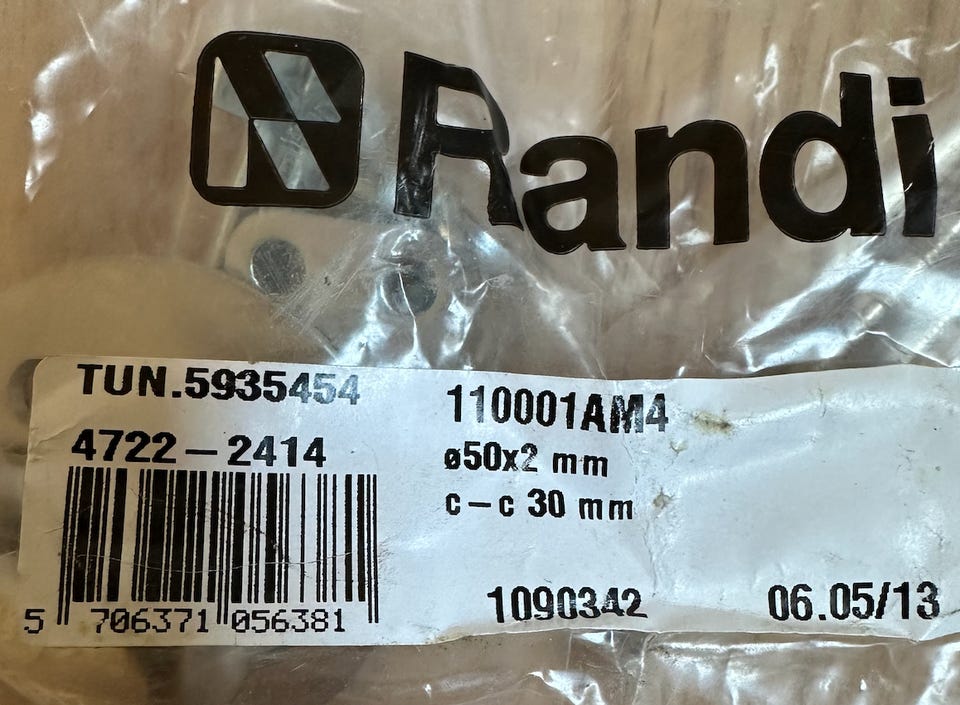 Randi
TUN.5935454
4722-2414
5 706371 056381
110001AM4
ø50x2 mm
c-c 30 mm
1090342
06.05/13